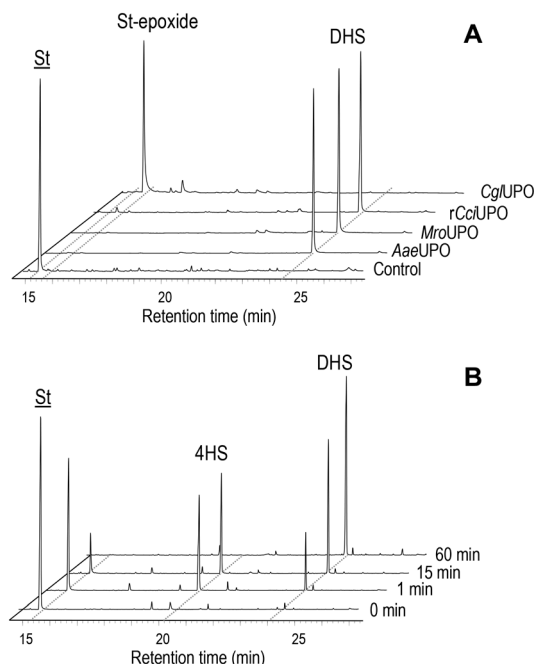 A
St-epoxide
DHS
St
CglUPO
rCciUPO
MroUPO
AaeUPO
Control
15 20 25
Retention time (min)
B
DHS
St
4HS
60 min
15 min
1 min
0 min
15 20 25
Retention time (min)